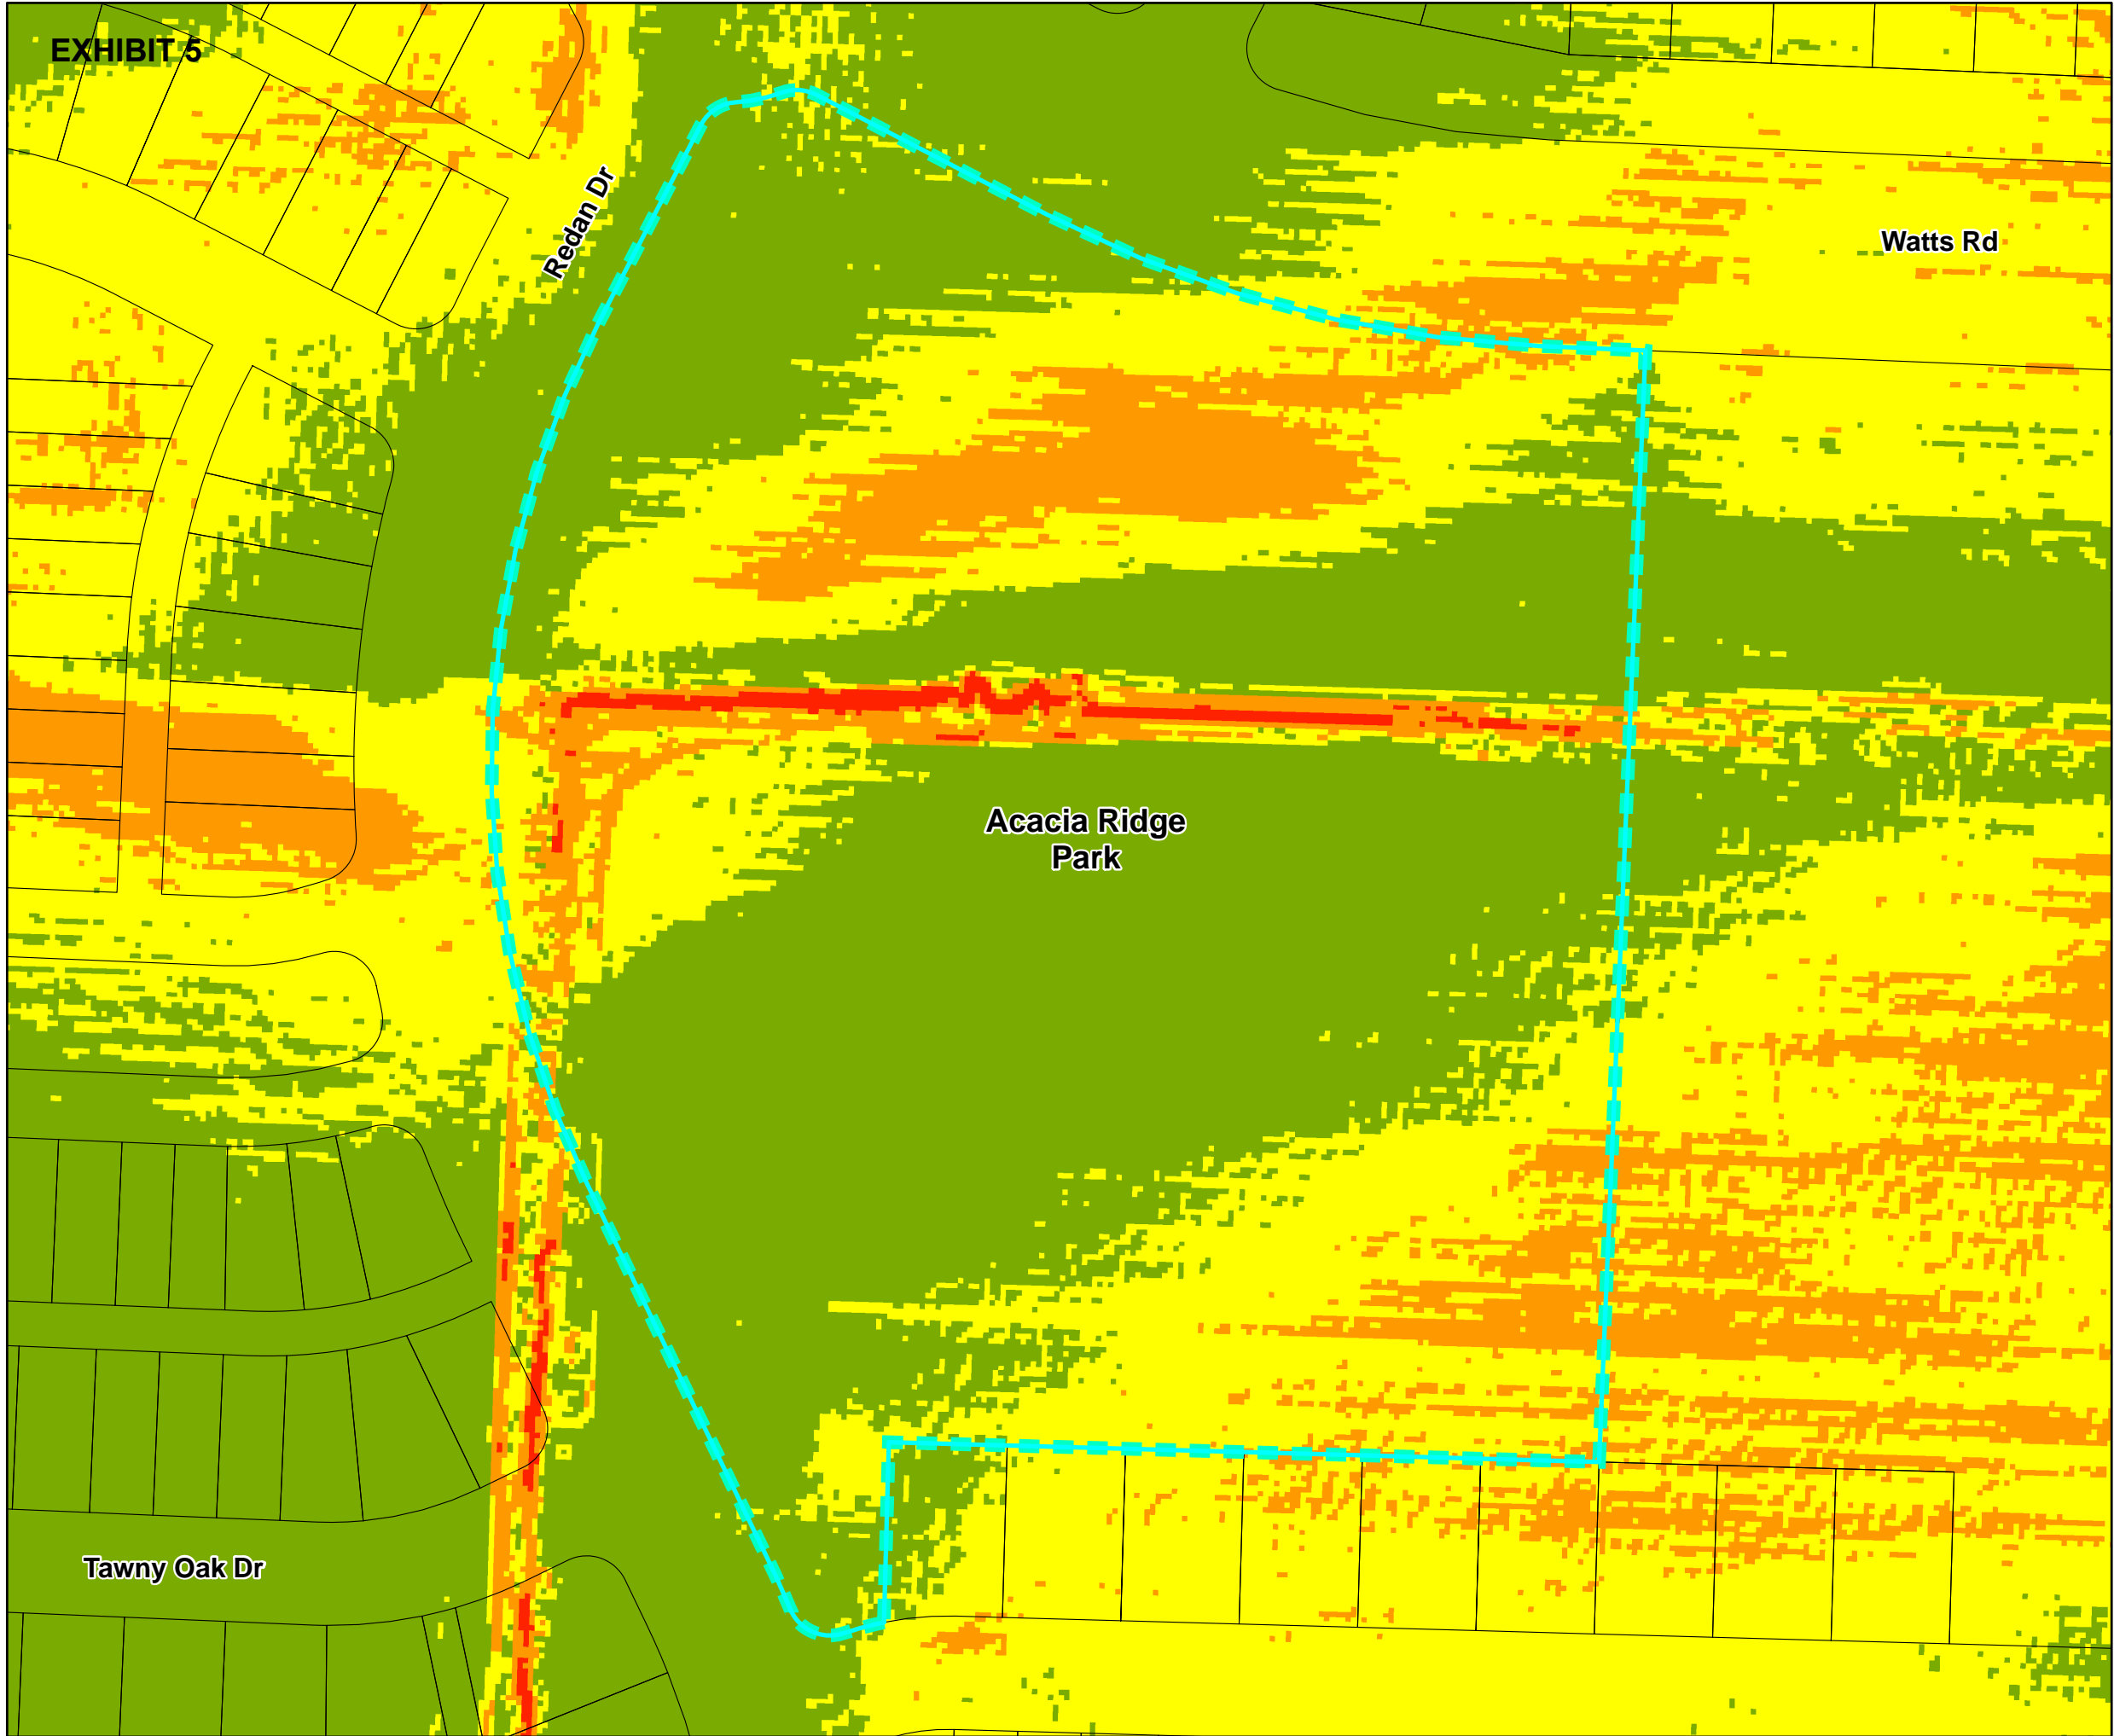 EXHIBIT 5
Redan Dr
Watts Rd
Acacia Ridge
Park
Tawny Oak Dr